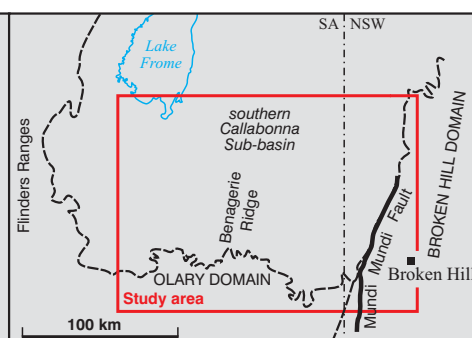 SA NSW
Lake
Frome
southern
Callabonna
Sub-basin
Flinders Ranges
Benagerie
Ridge
BROKEN HILL DOMAIN
Mundi Mundi Fault
Broken Hill
OLARY DOMAIN
Study area
100 km